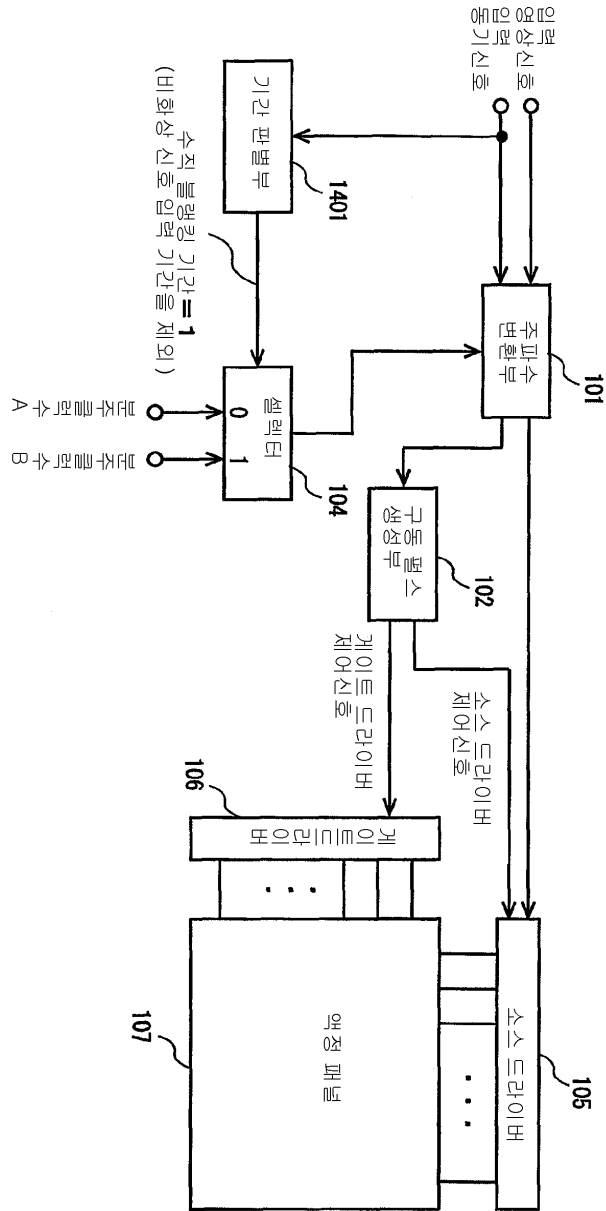 입력
영상신호
입력
동기신호
주파수
변환부
101
기간 판별부
1401
수직 블랭킹 기간 = 1
(비화상 신호 입력 기간을 제외)
셀렉터
0 1
104
분주클럭수 A
분주클럭수 B
구동 펄스
생성부
102
소스 드라이버
제어신호
게이트 드라이버
제어신호
소스 드라이버
105
게이트드라이버
106
액정 패널
107